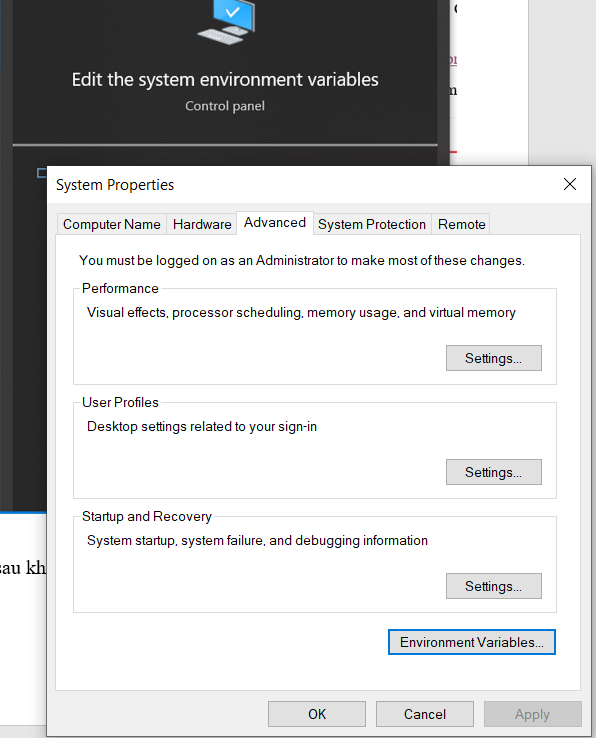 Edit the system environment variables
Control panel
System Properties
Computer Name
Hardware
Advanced
System Protection
Remote
You must be logged on as an Administrator to make most of these changes.
Performance
Visual effects, processor scheduling, memory usage, and virtual memory
Settings...
User Profiles
Desktop settings related to your sign-in
Settings...
Startup and Recovery
System startup, system failure, and debugging information
Settings...
sau kh
Environment Variables...
OK
Cancel
Apply